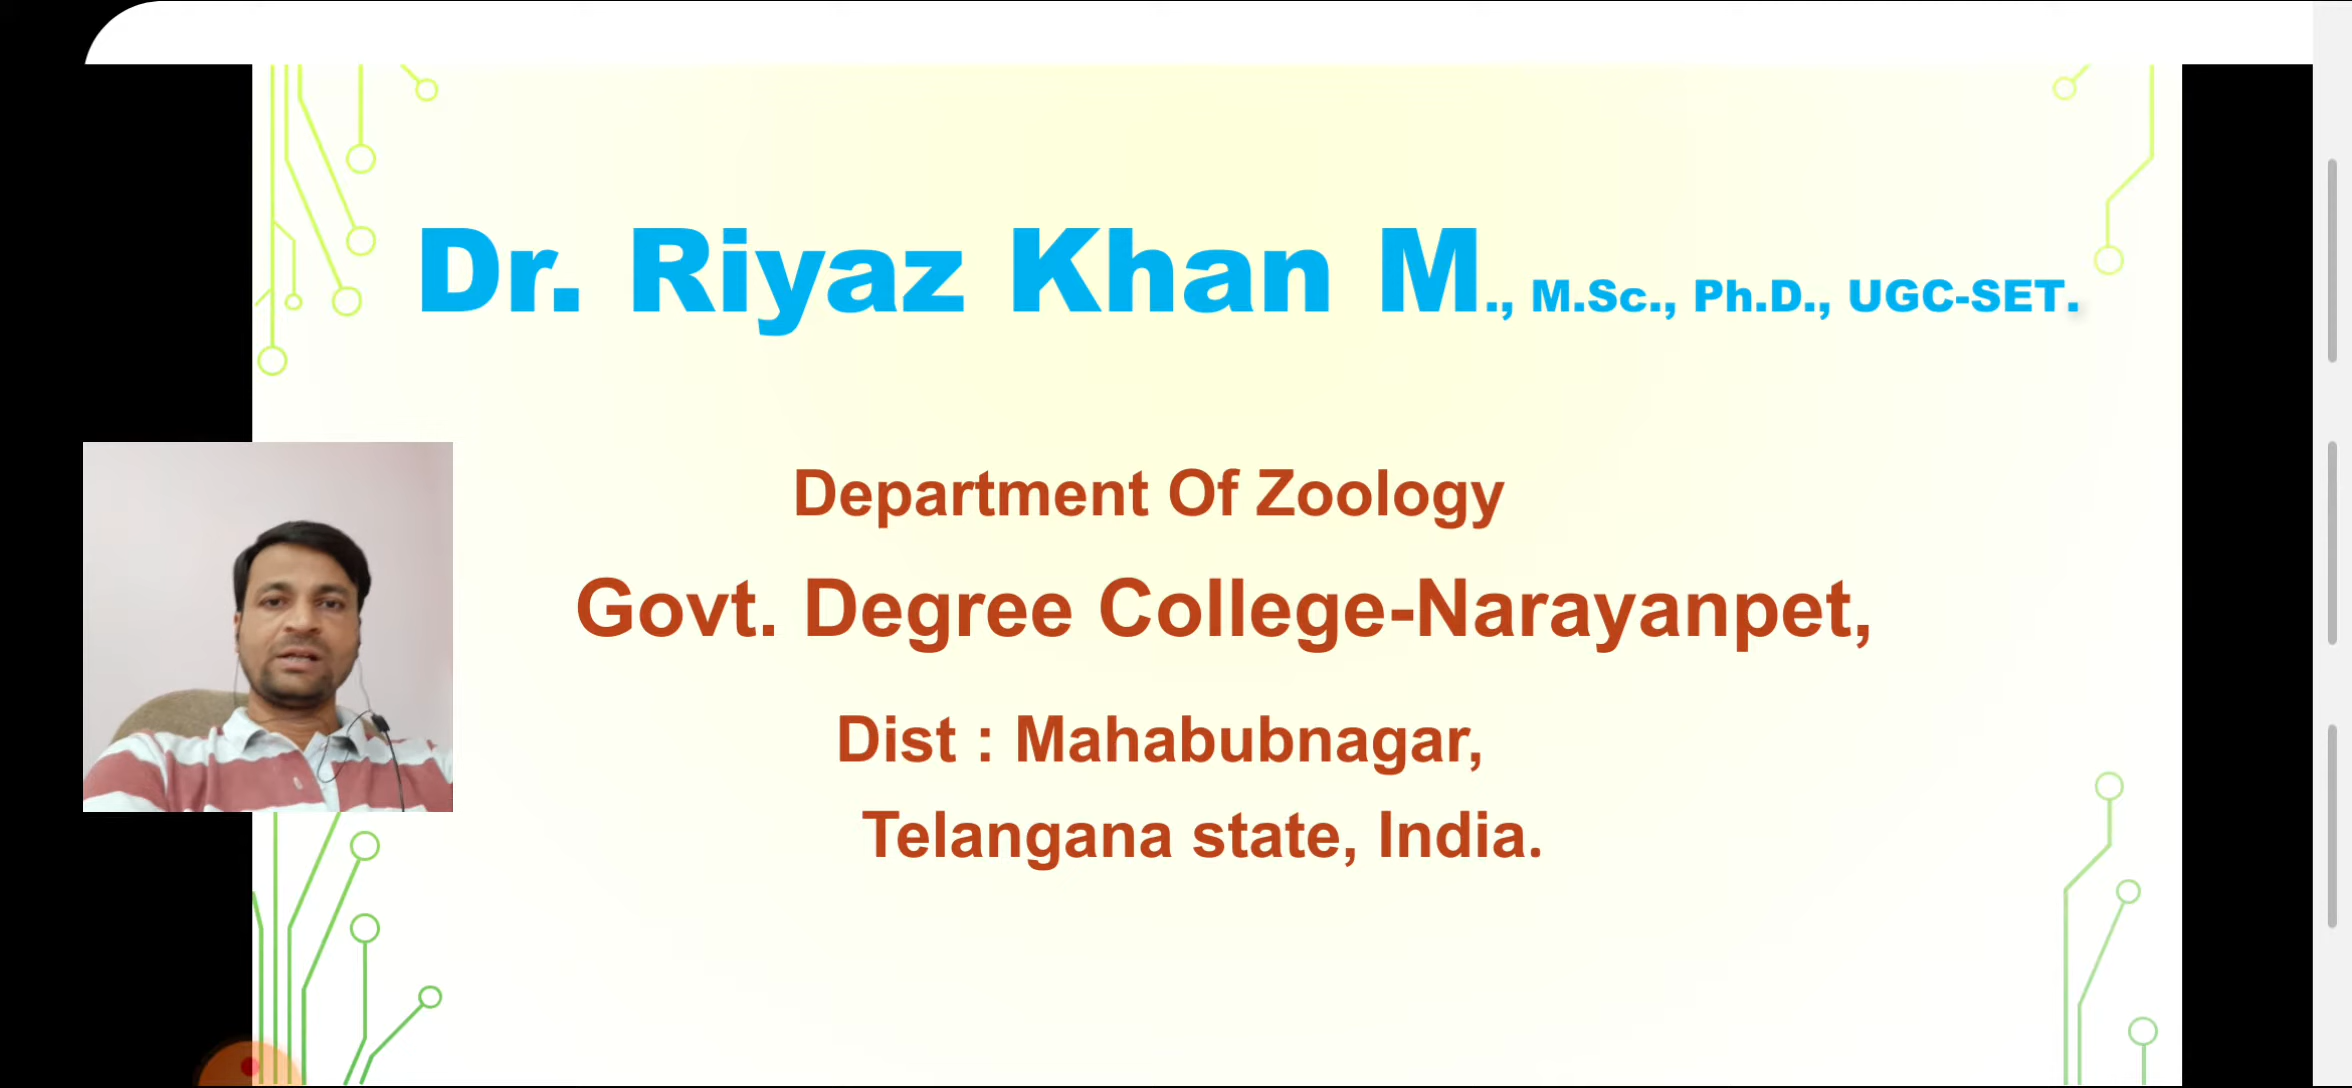 Dr. Riyaz Khan M., M.Sc., Ph.D., UGC-SET.
Department Of Zoology
Govt. Degree College-Narayanpet,
Dist : Mahabubnagar,
Telangana state, India.